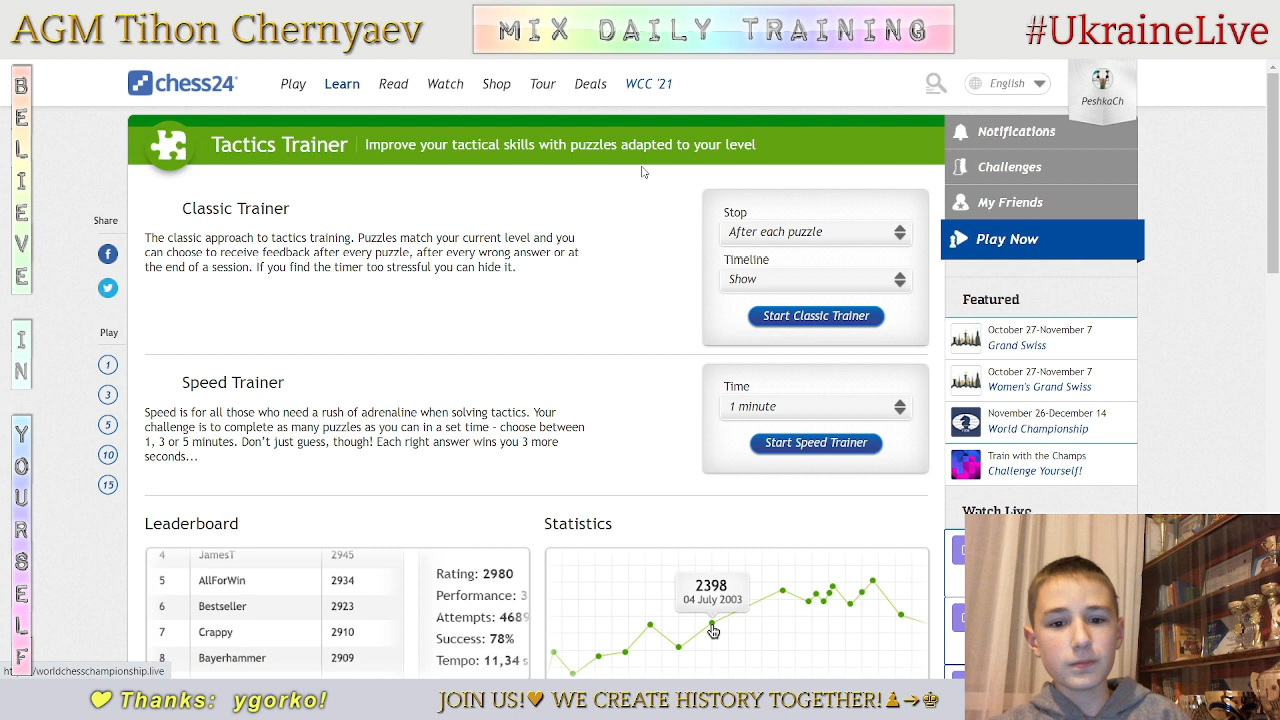 AGM Tihon Chernyaev
MIX DAILY TRAINING
#UkraineLive
BELIEVE
IN
YOURSELF
chess24
Play Learn Read Watch Shop Tour Deals WCC '21
English
PeshkaCh
Tactics Trainer
Improve your tactical skills with puzzles adapted to your level
Notifications
Challenges
My Friends
Play Now
Share
Play
1
3
5
10
15
Classic Trainer
The classic approach to tactics training. Puzzles match your current level and you
can choose to receive feedback after every puzzle, after every wrong answer or at
the end of a session. If you find the timer too stressful you can hide it.
Stop
After each puzzle
Timeline
Show
Start Classic Trainer
Speed Trainer
Speed is for all those who need a rush of adrenaline when solving tactics. Your
challenge is to complete as many puzzles as you can in a set time - choose between
1, 3 or 5 minutes. Don't just guess, though! Each right answer wins you 3 more
seconds...
Time
1 minute
Start Speed Trainer
Featured
October 27-November 7
Grand Swiss
October 27-November 7
Women's Grand Swiss
November 26-December 14
World Championship
Train with the Champs
Challenge Yourself!
Watch Live
Leaderboard
4 JamesT 2945
5 AllForWin 2934
6 Bestseller 2923
7 Crappy 2910
8 Bayerhammer 2909
Rating: 2980
Performance: 3
Attempts: 4689
Success: 78%
Tempo: 11,34 s
Statistics
2398
04 July 2003
/worldchesschampionship.live
Thanks: ygorko!
JOIN US! WE CREATE HISTORY TOGETHER!